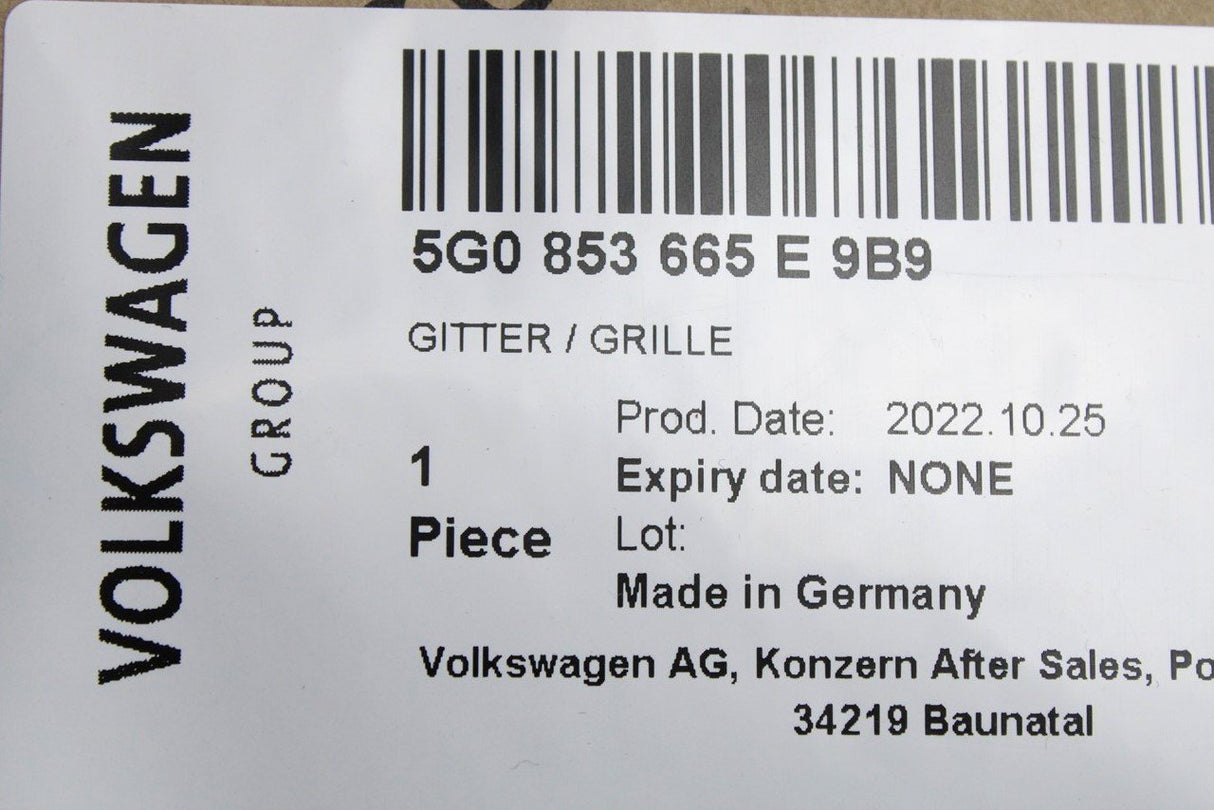 VOLKSWAGEN
GROUP
5G0 853 665 E 9B9
GITTER / GRILLE
1
Piece
Prod. Date: 2022.10.25
Expiry date: NONE
Lot:
Made in Germany
Volkswagen AG, Konzern After Sales, Po
34219 Baunatal